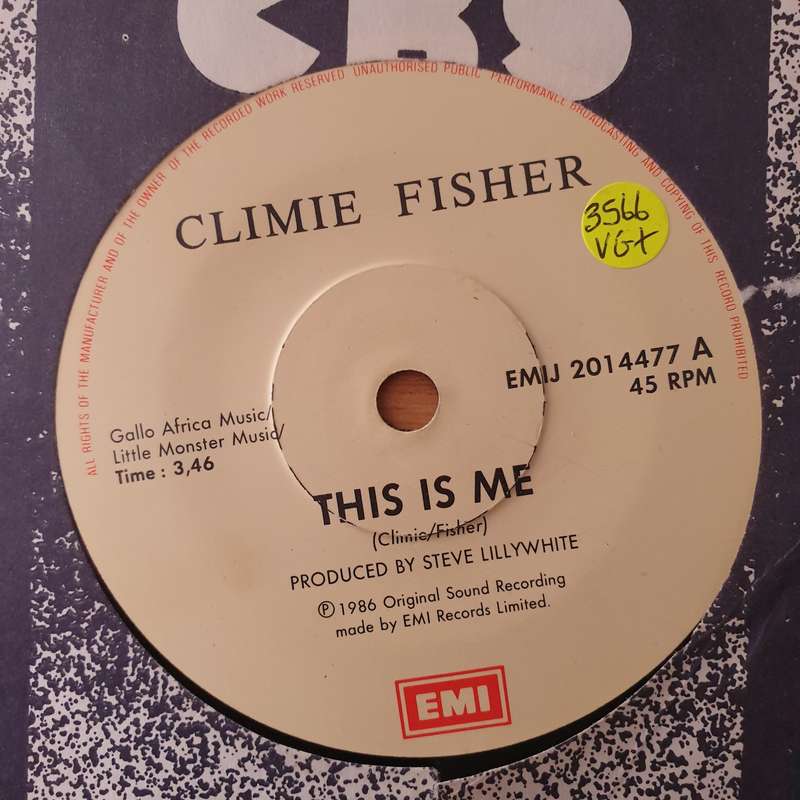 CBS
ALL RIGHTS OF THE MANUFACTURER AND OF THE OWNER OF THE RECORDED WORK RESERVED UNAUTHORISED PUBLIC PERFORMANCE BROADCASTING AND COPYING OF THIS RECORD PROHIBITED
CLIMIE FISHER
3566
VG+
EMIJ 2014477 A
45 RPM
Gallo Africa Music/
Little Monster Music/
Time : 3,46
THIS IS ME
(Climie/Fisher)
PRODUCED BY STEVE LILLYWHITE
℗ 1986 Original Sound Recording
made by EMI Records Limited.
EMI